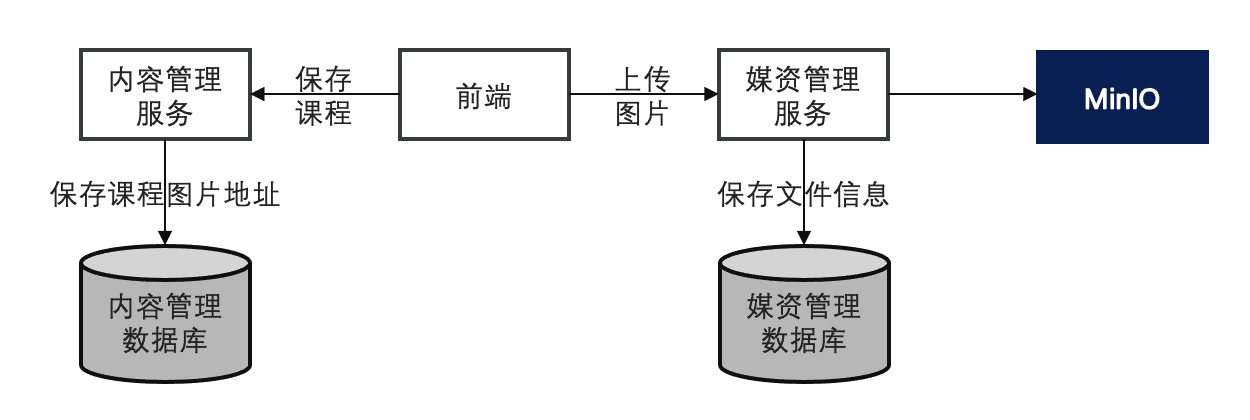 内容管理
服务
保存
课程
前端
上传
图片
媒资管理
服务
MinIO
保存课程图片地址
保存文件信息
内容管理
数据库
媒资管理
数据库